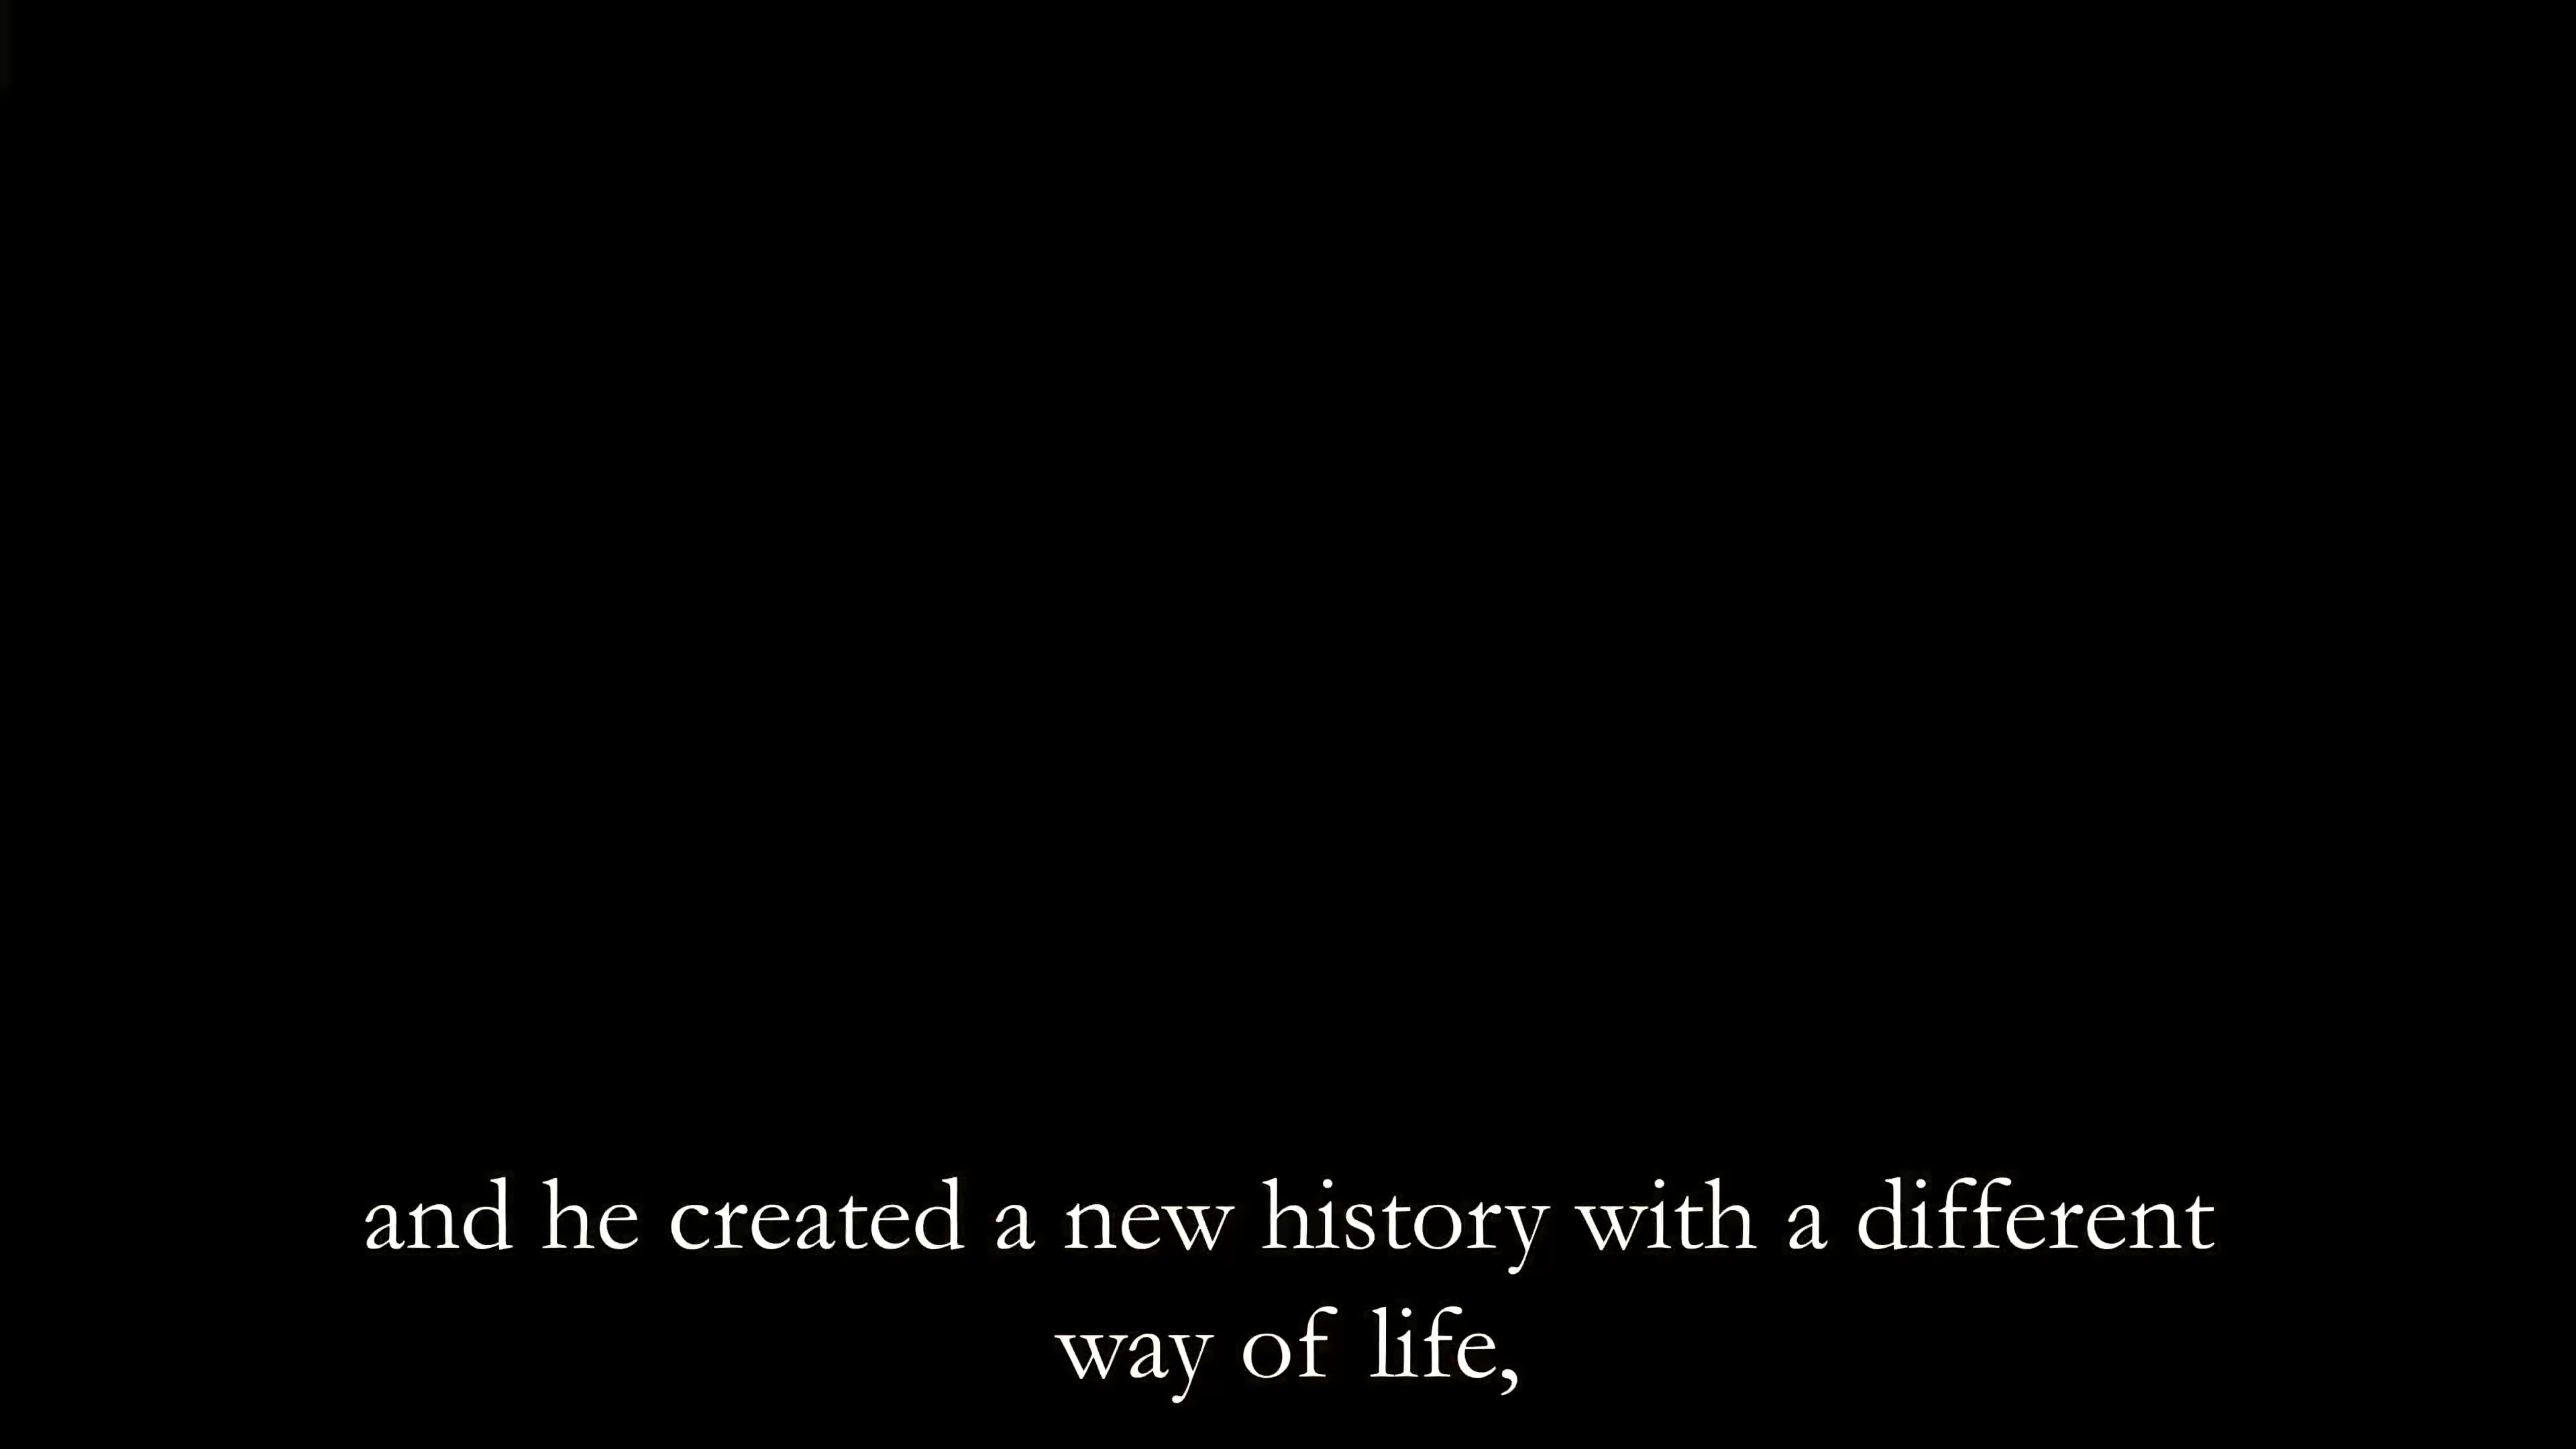 and he created a new history with a different
way of life,